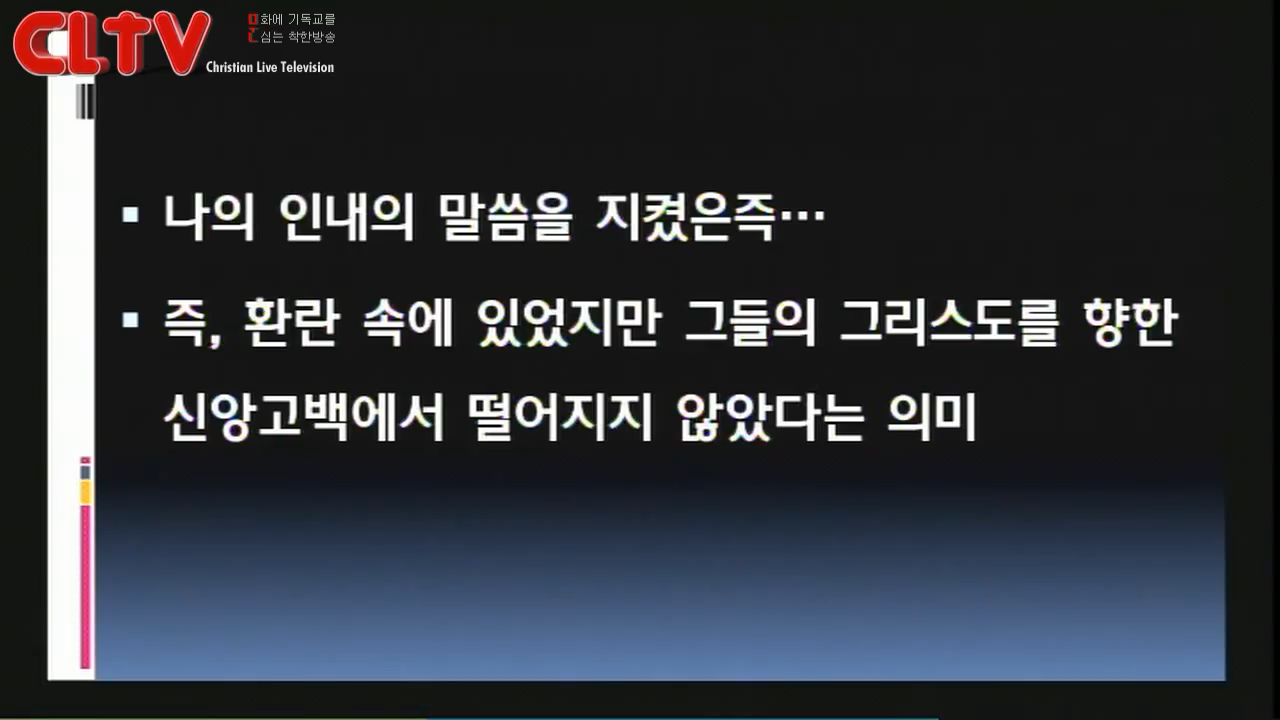 CLTV
문화에 기독교를
심는 착한방송
Christian Live Television
나의 인내의 말씀을 지켰은즉…
즉, 환란 속에 있었지만 그들의 그리스도를 향한
신앙고백에서 떨어지지 않았다는 의미